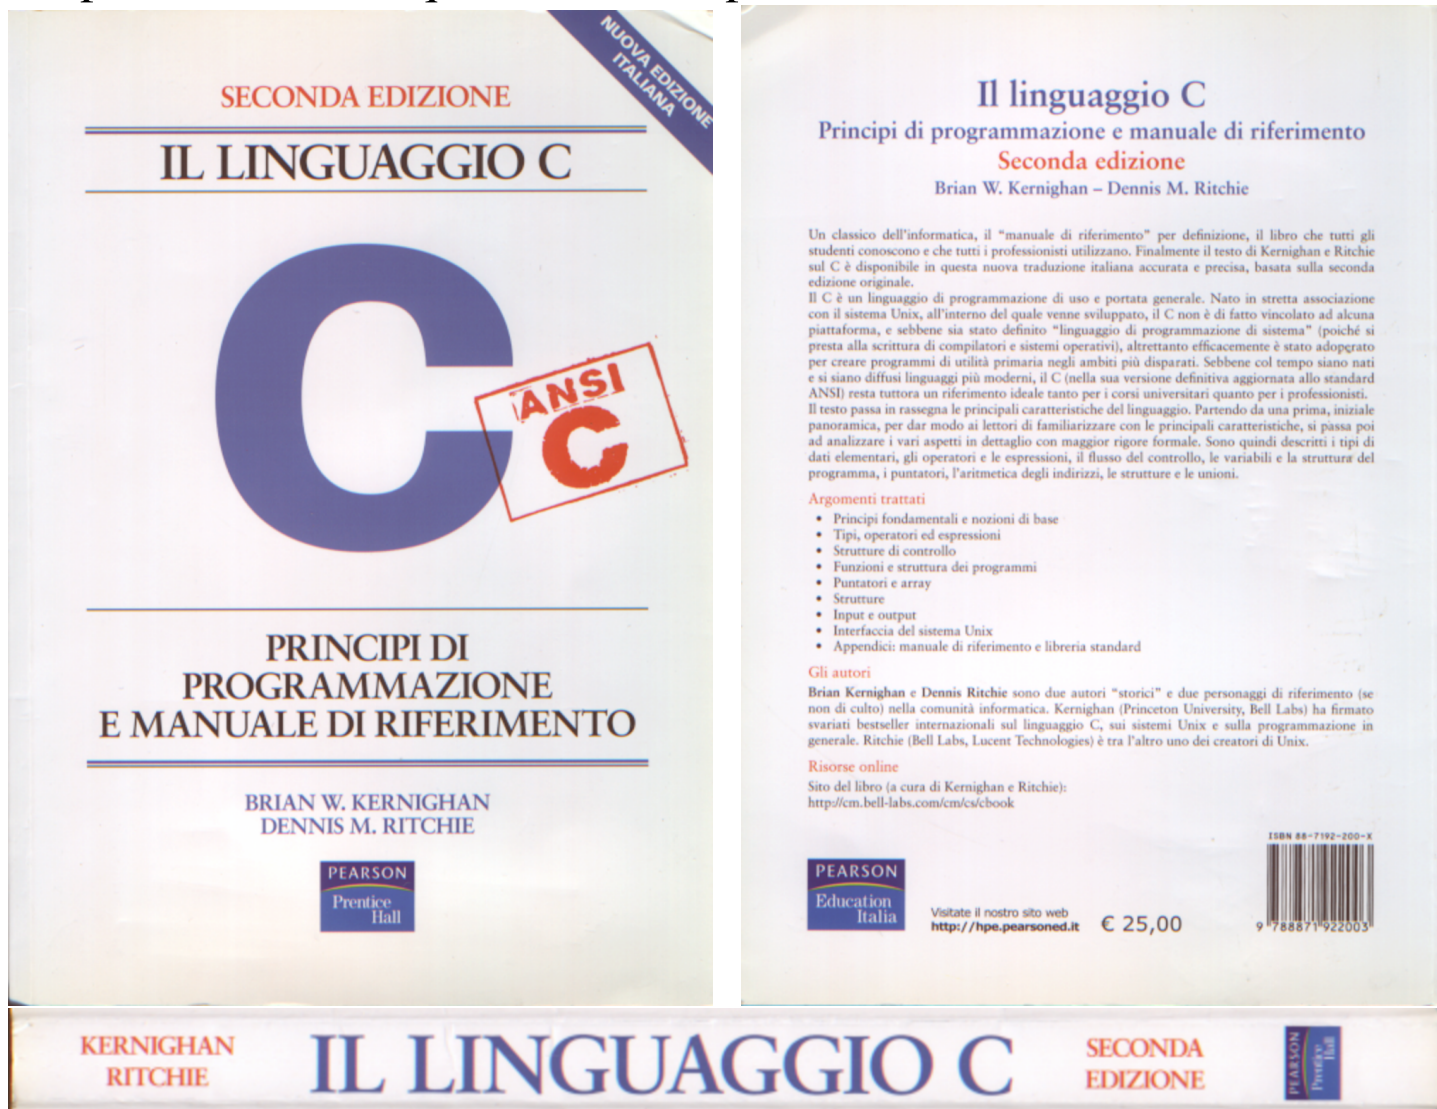 NUOVA EDIZIONE
ITALIANA
SECONDA EDIZIONE
IL LINGUAGGIO C
C
ANSI
C
PRINCIPI DI
PROGRAMMAZIONE
E MANUALE DI RIFERIMENTO
BRIAN W. KERNIGHAN
DENNIS M. RITCHIE
PEARSON
Prentice
Hall
Il linguaggio C
Principi di programmazione e manuale di riferimento
Seconda edizione
Brian W. Kernighan – Dennis M. Ritchie
Un classico dell'informatica, il "manuale di riferimento" per definizione, il libro che tutti gli
studenti conoscono e che tutti i professionisti utilizzano. Finalmente il testo di Kernighan e Ritchie
sul C è disponibile in questa nuova traduzione italiana accurata e precisa, basata sulla seconda
edizione originale.
Il C è un linguaggio di programmazione di uso e portata generale. Nato in stretta associazione
con il sistema Unix, all'interno del quale venne sviluppato, il C non è di fatto vincolato ad alcuna
piattaforma, e sebbene sia stato definito "linguaggio di programmazione di sistema" (poiché si
presta alla scrittura di compilatori e sistemi operativi), altrettanto efficacemente è stato adoperato
per creare programmi di utilità primaria negli ambiti più disparati. Sebbene col tempo siano nati
e si siano diffusi linguaggi più moderni, il C (nella sua versione definitiva aggiornata allo standard
ANSI) resta tuttora un riferimento ideale tanto per i corsi universitari quanto per i professionisti.
Il testo passa in rassegna le principali caratteristiche del linguaggio. Partendo da una prima, iniziale
panoramica, per dar modo ai lettori di familiarizzare con le principali caratteristiche, si passa poi
ad analizzare i vari aspetti in dettaglio con maggior rigore formale. Sono quindi descritti i tipi di
dati elementari, gli operatori e le espressioni, il flusso del controllo, le variabili e la struttura del
programma, i puntatori, l'aritmetica degli indirizzi, le strutture e le unioni.
Argomenti trattati
• Principi fondamentali e nozioni di base
• Tipi, operatori ed espressioni
• Strutture di controllo
• Funzioni e struttura dei programmi
• Puntatori e array
• Strutture
• Input e output
• Interfaccia del sistema Unix
• Appendici: manuale di riferimento e libreria standard
Gli autori
Brian Kernighan e Dennis Ritchie sono due autori "storici" e due personaggi di riferimento (se
non di culto) nella comunità informatica. Kernighan (Princeton University, Bell Labs) ha firmato
svariati bestseller internazionali sul linguaggio C, sui sistemi Unix e sulla programmazione in
generale. Ritchie (Bell Labs, Lucent Technologies) è tra l'altro uno dei creatori di Unix.
Risorse online
Sito del libro (a cura di Kernighan e Ritchie):
http://cm.bell-labs.com/cm/cs/cbook
ISBN 88-7192-200-X
PEARSON
Education
Italia
Visitate il nostro sito web
http://hpe.pearsoned.it
€ 25,00
9 788871 922003
KERNIGHAN
RITCHIE
IL LINGUAGGIO C
SECONDA
EDIZIONE
PEARSON
Prentice
Hall